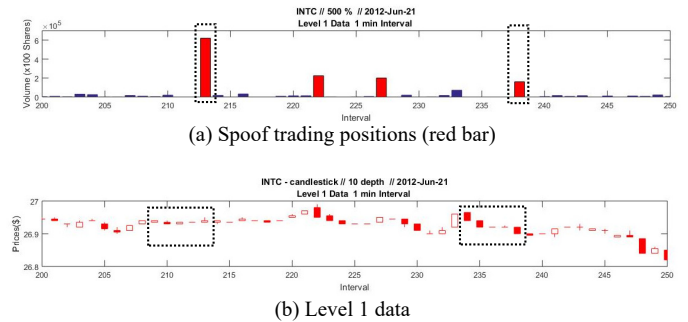 INTC // 500 % // 2012-Jun-21
Level 1 Data 1 min Interval
×10^5
Volume (x100 Shares)
6
4
2
0
200 205 210 215 220 225 230 235 240 245 250
Interval
(a) Spoof trading positions (red bar)
INTC - candlestick // 10 depth // 2012-Jun-21
Level 1 Data 1 min Interval
Prices($)
27
26.9
26.8
200 205 210 215 220 225 230 235 240 245 250
Interval
(b) Level 1 data